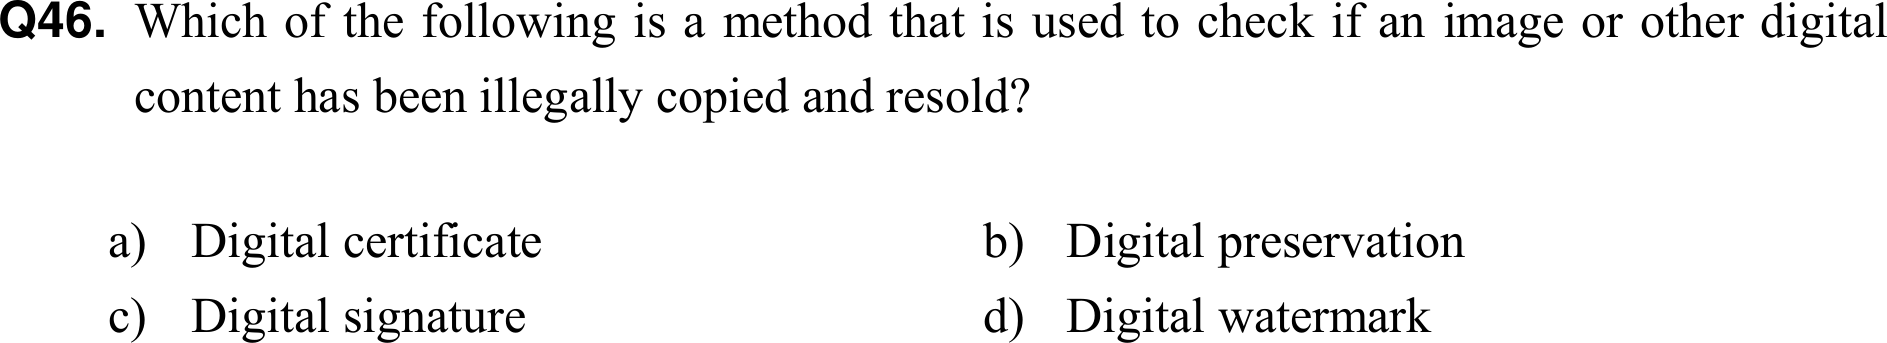 Q46. Which of the following is a method that is used to check if an image or other digital
content has been illegally copied and resold?
a) Digital certificate b) Digital preservation
c) Digital signature d) Digital watermark